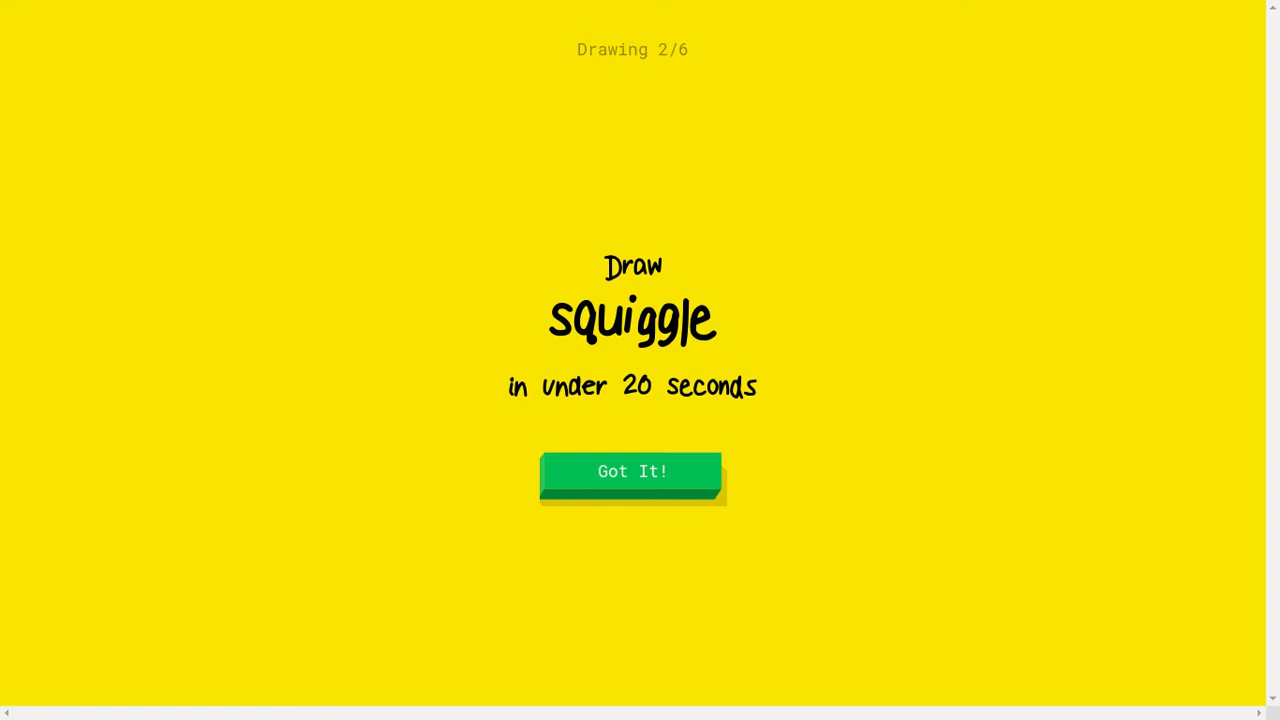 Drawing 2/6
Draw
squiggle
in under 20 seconds
Got It!